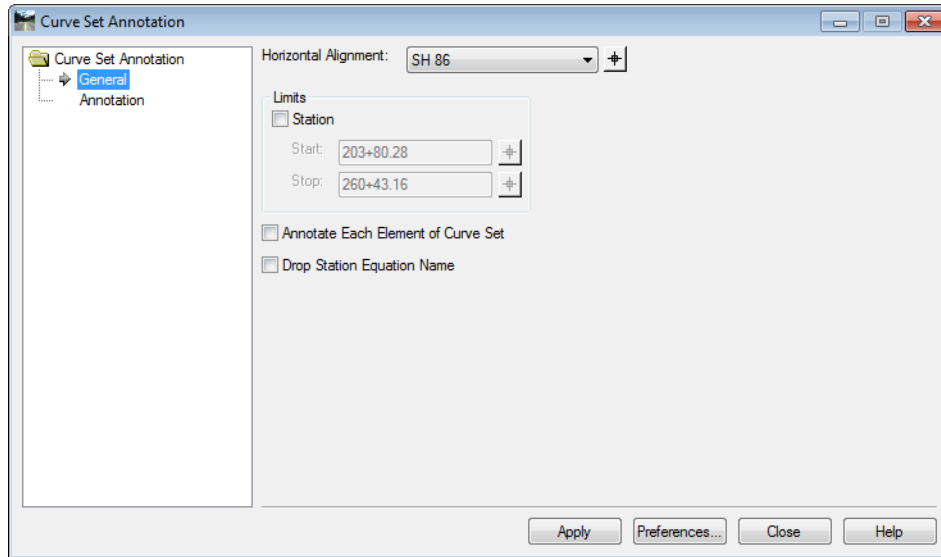 Curve Set Annotation
Curve Set Annotation
General
Annotation
Horizontal Alignment: SH 86
Limits
Station
Start: 203+80.28
Stop: 260+43.16
Annotate Each Element of Curve Set
Drop Station Equation Name
Apply Preferences... Close Help